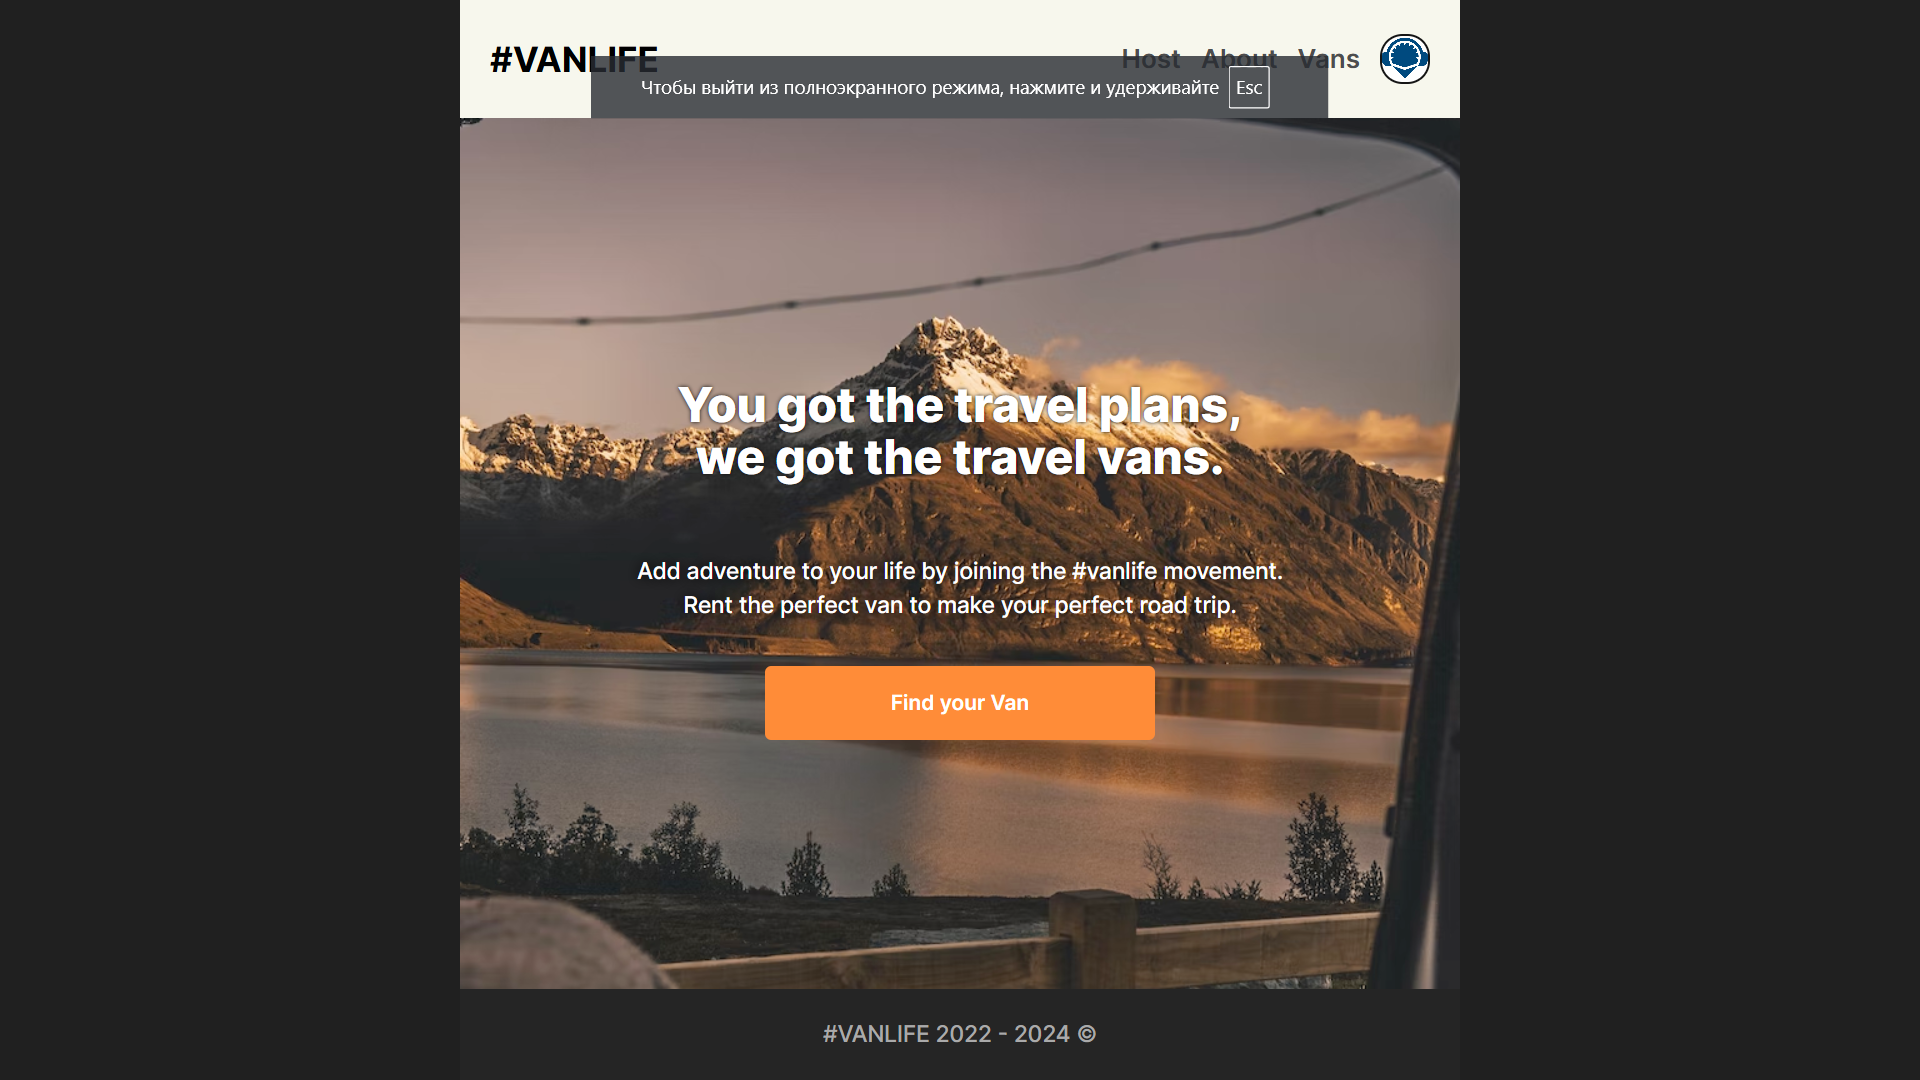 #VANLIFE
Host About Vans
Чтобы выйти из полноэкранного режима, нажмите и удерживайте Esc
You got the travel plans,
we got the travel vans.
Add adventure to your life by joining the #vanlife movement.
Rent the perfect van to make your perfect road trip.
Find your Van
#VANLIFE 2022 - 2024 ©